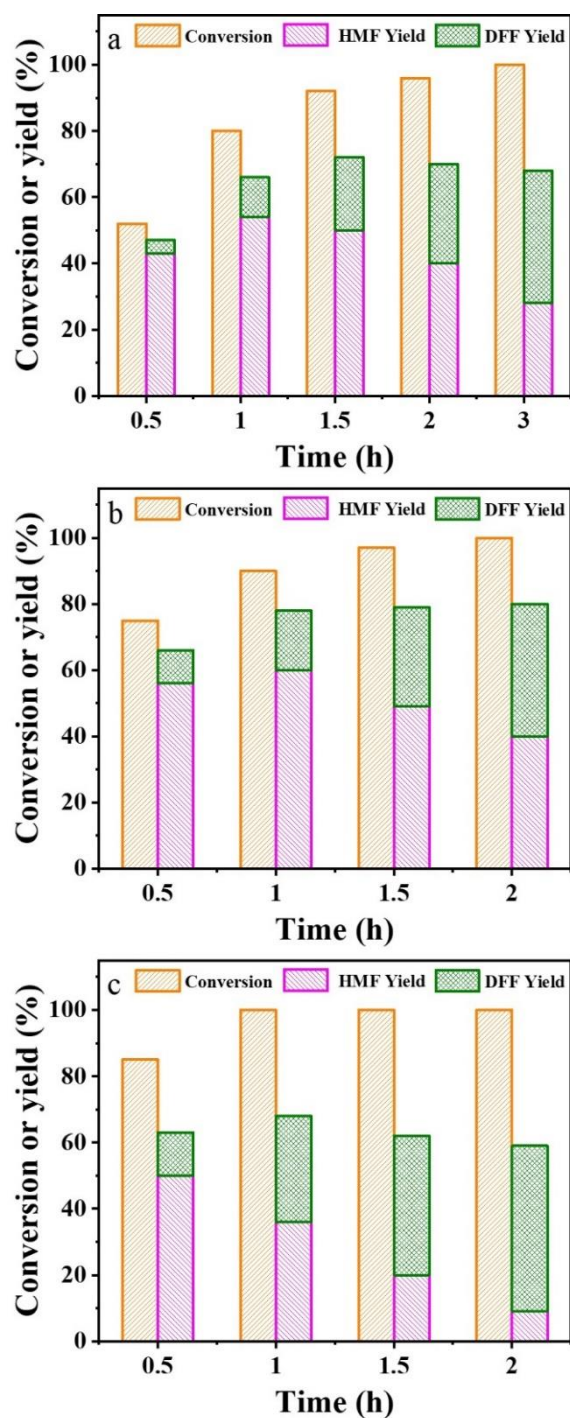 a
Conversion HMF Yield DFF Yield
Conversion or yield (%)
100
80
60
40
20
0
0.5 1 1.5 2 3
Time (h)
b
Conversion HMF Yield DFF Yield
Conversion or yield (%)
100
80
60
40
20
0
0.5 1 1.5 2
Time (h)
c
Conversion HMF Yield DFF Yield
Conversion or yield (%)
100
80
60
40
20
0
0.5 1 1.5 2
Time (h)